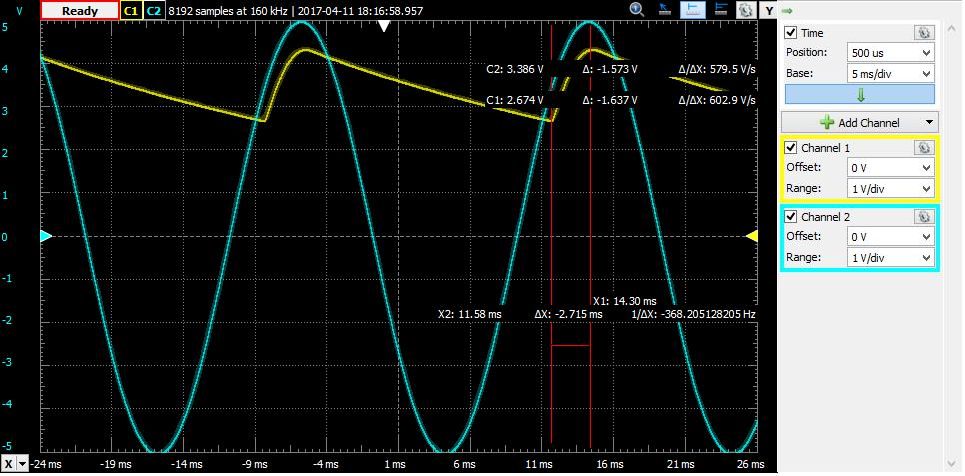 V Ready C1 C2 8192 samples at 160 kHz | 2017-04-11 18:16:58.957 Y
5
4
3
2
1
0
-1
-2
-3
-4
-5
C2: 3.386 V Δ: -1.573 V Δ/ΔX: 579.5 V/s
C1: 2.674 V Δ: -1.637 V Δ/ΔX: 602.9 V/s
X1: 14.30 ms
X2: 11.58 ms ΔX: -2.715 ms 1/ΔX: -368.205128205 Hz
X -24 ms -19 ms -14 ms -9 ms -4 ms 1 ms 6 ms 11 ms 16 ms 21 ms 26 ms
Time
Position: 500 us
Base: 5 ms/div
Add Channel
Channel 1
Offset: 0 V
Range: 1 V/div
Channel 2
Offset: 0 V
Range: 1 V/div